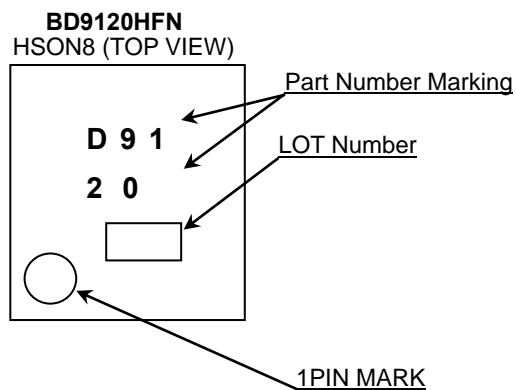 BD9120HFN
HSON8 (TOP VIEW)
Part Number Marking
D 9 1
LOT Number
2 0
1PIN MARK